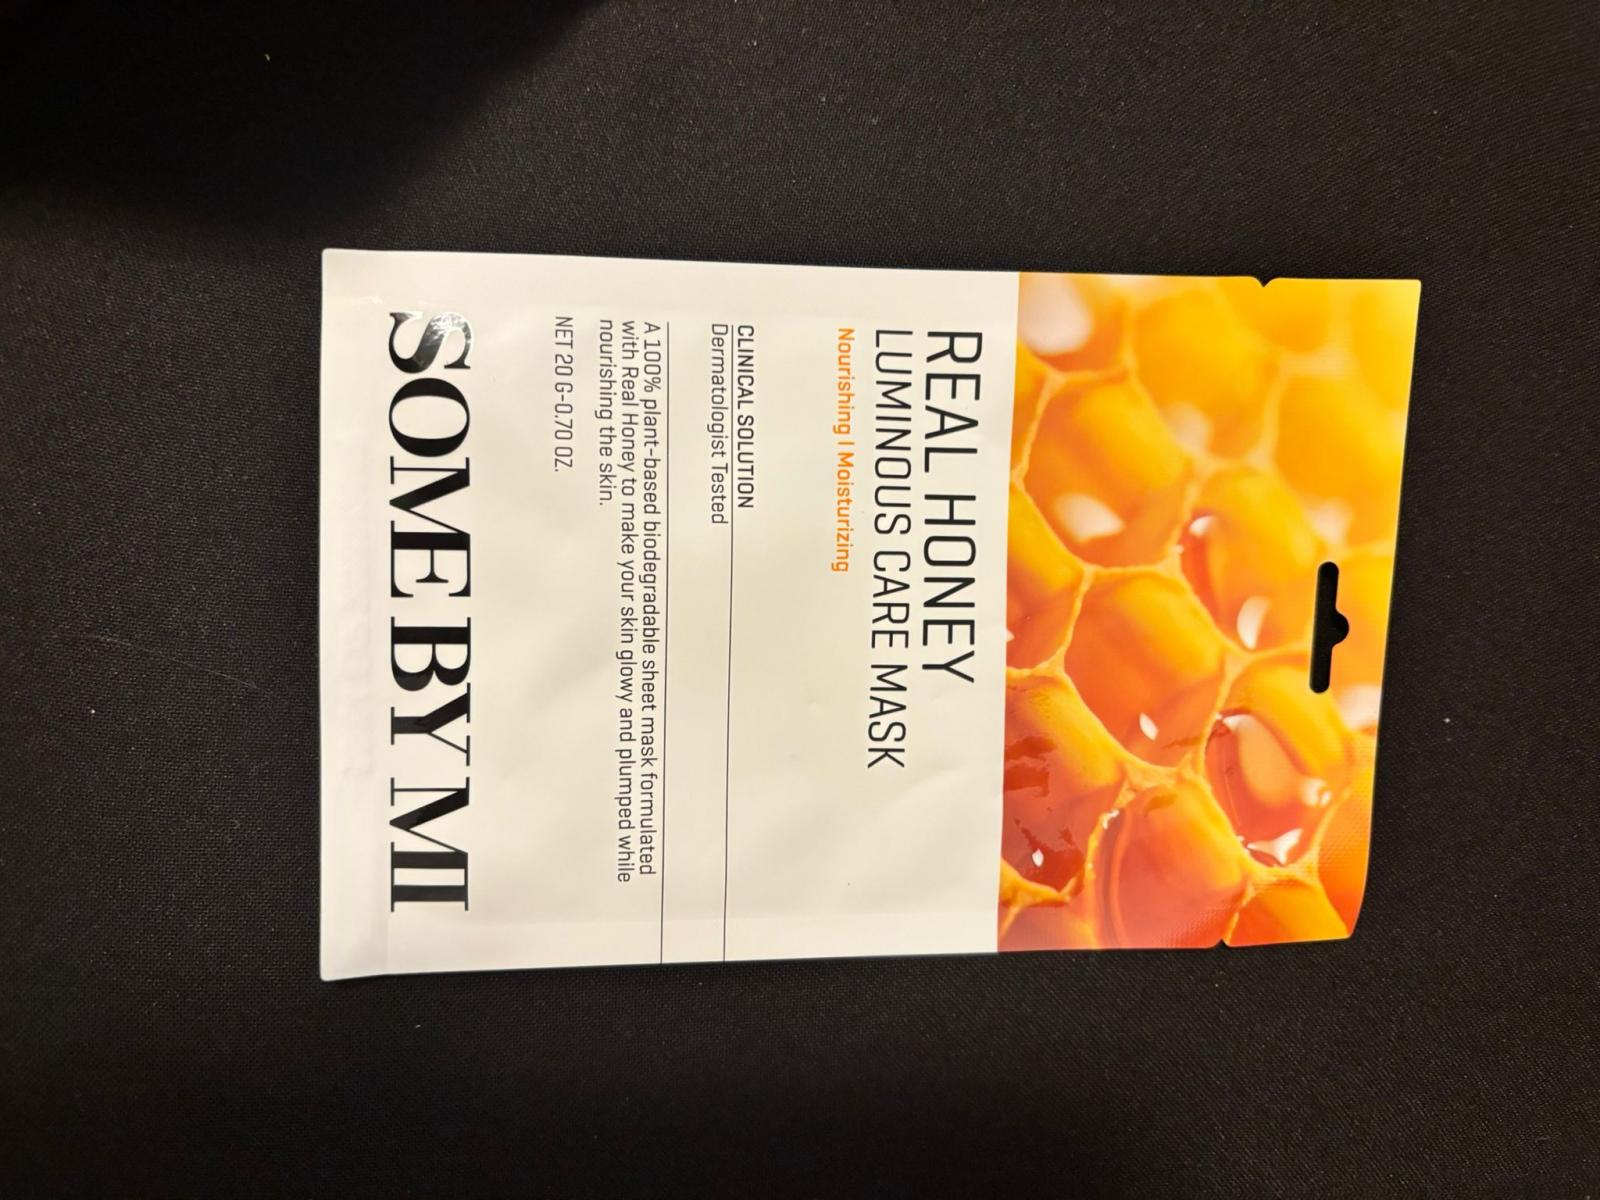 REAL HONEY
LUMINOUS CARE MASK
Nourishing | Moisturizing
CLINICAL SOLUTION
Dermatologist Tested
A 100% plant-based biodegradable sheet mask formulated
with Real Honey to make your skin glowy and plumped while
nourishing the skin.
NET 20 G-0.70 OZ.
SOME BY MI